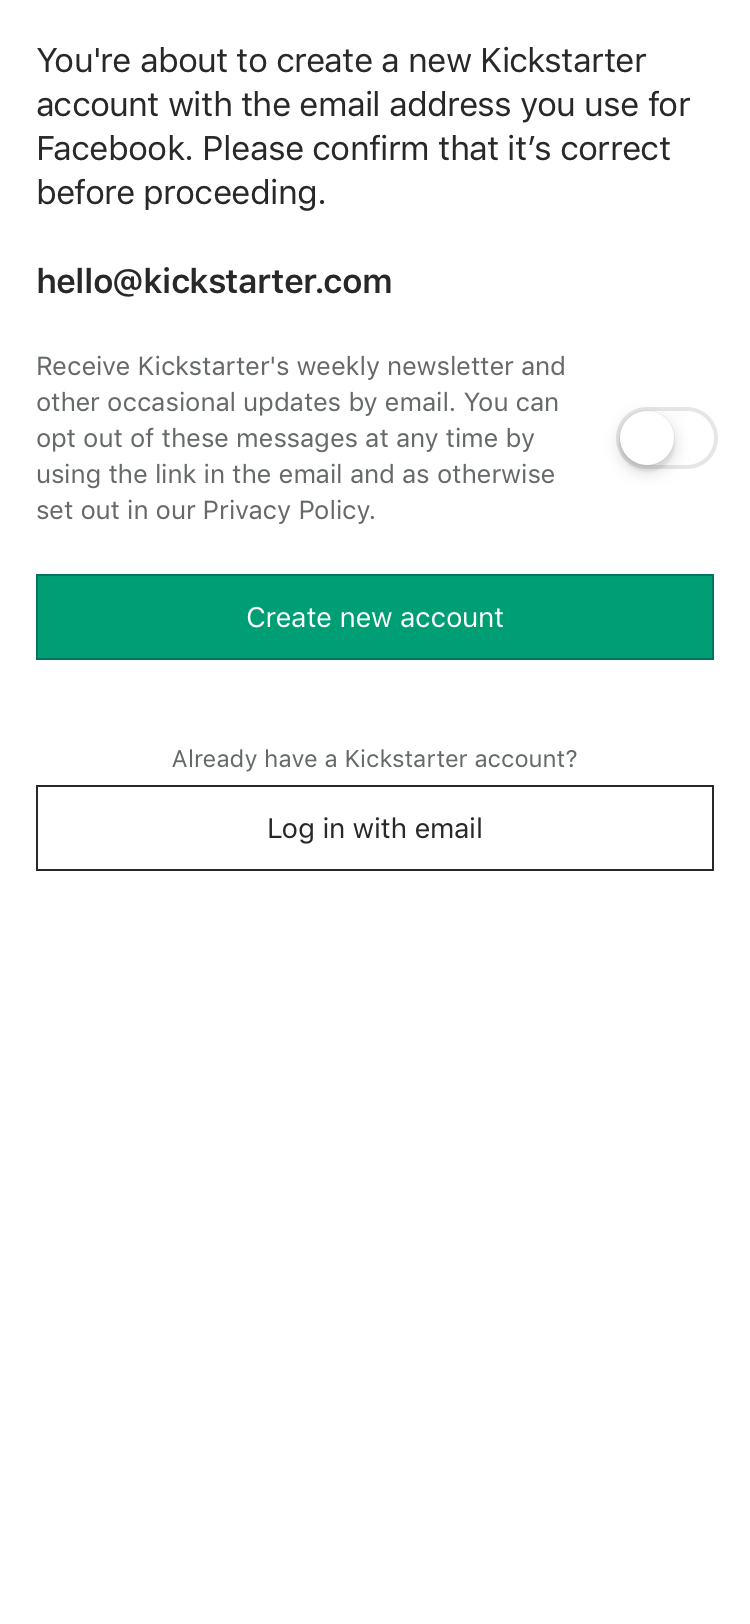 You're about to create a new Kickstarter
account with the email address you use for
Facebook. Please confirm that it’s correct
before proceeding.
hello@kickstarter.com
Receive Kickstarter's weekly newsletter and
other occasional updates by email. You can
opt out of these messages at any time by
using the link in the email and as otherwise
set out in our Privacy Policy.
Create new account
Already have a Kickstarter account?
Log in with email